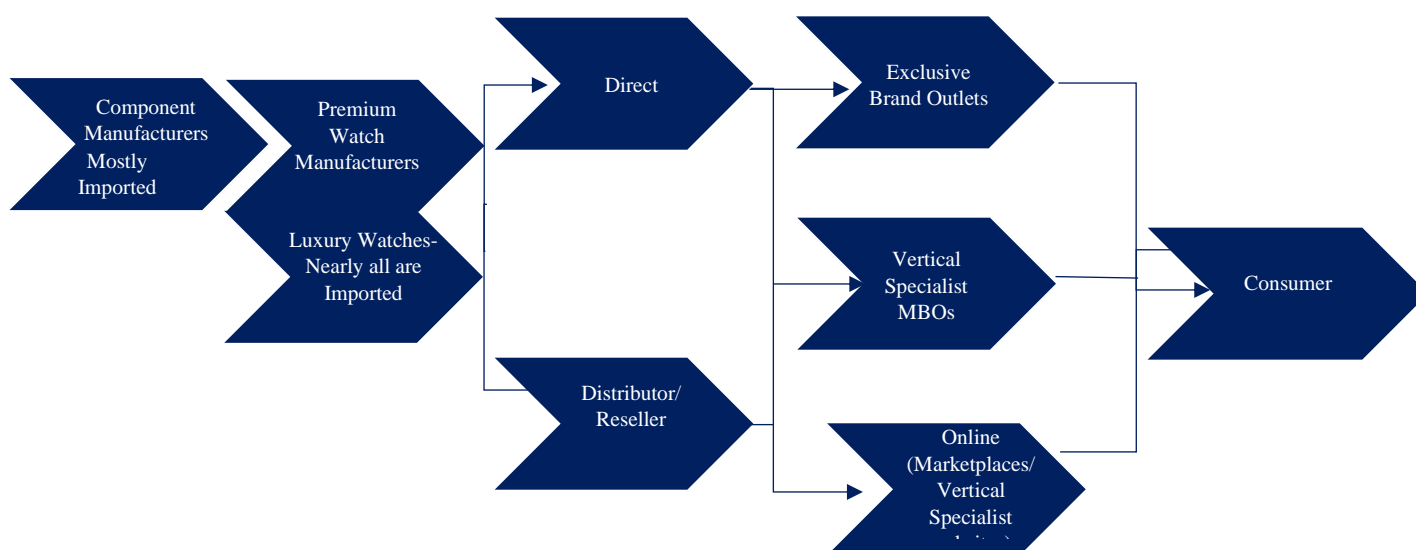 Component
Manufacturers
Mostly
Imported
Premium
Watch
Manufacturers
Luxury Watches-
Nearly all are
Imported
Direct
Distributor/
Reseller
Exclusive
Brand Outlets
Vertical
Specialist
MBOs
Online
(Marketplaces/
Vertical
Specialist
Consumer